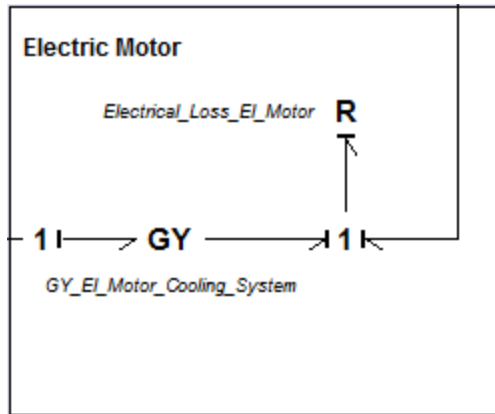 Electric Motor
Electrical_Loss_El_Motor R
1 GY 1
GY_El_Motor_Cooling_System